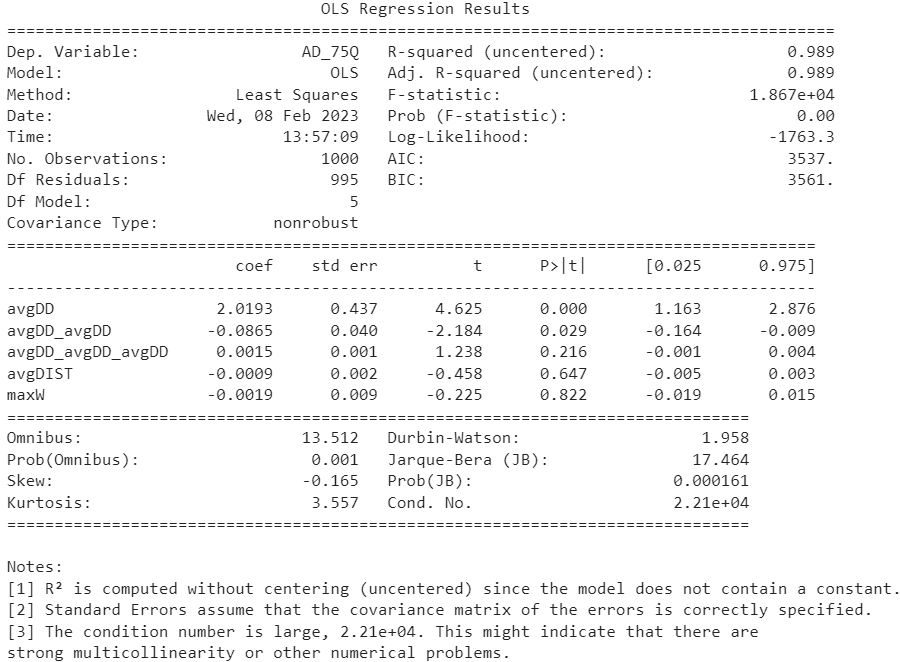 OLS Regression Results
==============================================================================
Dep. Variable: AD_75Q R-squared (uncentered): 0.989
Model: OLS Adj. R-squared (uncentered): 0.989
Method: Least Squares F-statistic: 1.867e+04
Date: Wed, 08 Feb 2023 Prob (F-statistic): 0.00
Time: 13:57:09 Log-Likelihood: -1763.3
No. Observations: 1000 AIC: 3537.
Df Residuals: 995 BIC: 3561.
Df Model: 5
Covariance Type: nonrobust
==============================================================================
coef std err t P>|t| [0.025 0.975]
------------------------------------------------------------------------------
avgDD 2.0193 0.437 4.625 0.000 1.163 2.876
avgDD_avgDD -0.0865 0.040 -2.184 0.029 -0.164 -0.009
avgDD_avgDD_avgDD 0.0015 0.001 1.238 0.216 -0.001 0.004
avgDIST -0.0009 0.002 -0.458 0.647 -0.005 0.003
maxW -0.0019 0.009 -0.225 0.822 -0.019 0.015
==============================================================================
Omnibus: 13.512 Durbin-Watson: 1.958
Prob(Omnibus): 0.001 Jarque-Bera (JB): 17.464
Skew: -0.165 Prob(JB): 0.000161
Kurtosis: 3.557 Cond. No. 2.21e+04
==============================================================================
Notes:
[1] R² is computed without centering (uncentered) since the model does not contain a constant.
[2] Standard Errors assume that the covariance matrix of the errors is correctly specified.
[3] The condition number is large, 2.21e+04. This might indicate that there are
strong multicollinearity or other numerical problems.